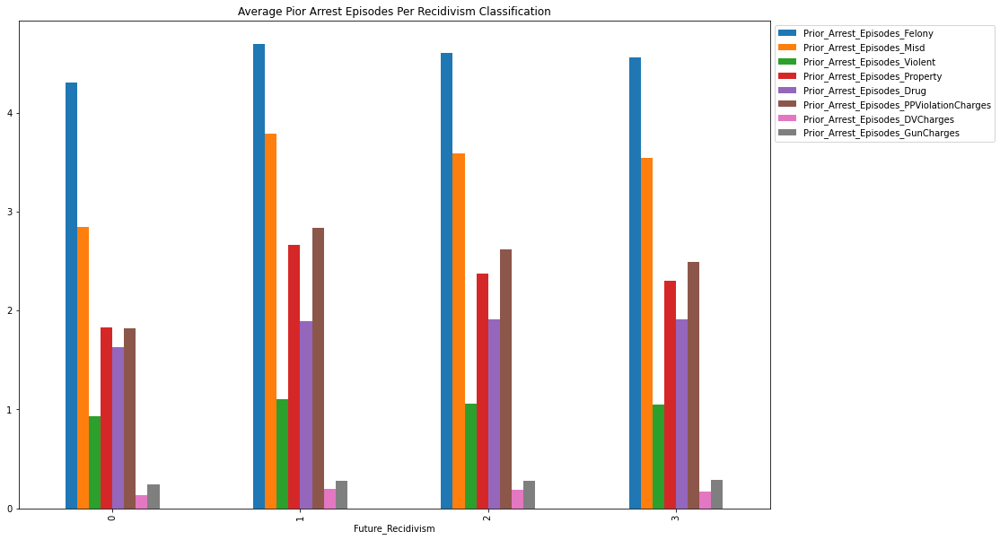 Average Pior Arrest Episodes Per Recidivism Classification
Prior_Arrest_Episodes_Felony
Prior_Arrest_Episodes_Misd
Prior_Arrest_Episodes_Violent
Prior_Arrest_Episodes_Property
Prior_Arrest_Episodes_Drug
Prior_Arrest_Episodes_PPViolationCharges
Prior_Arrest_Episodes_DVCharges
Prior_Arrest_Episodes_GunCharges
4
3
2
1
0
0 1 2 3
Future_Recidivism